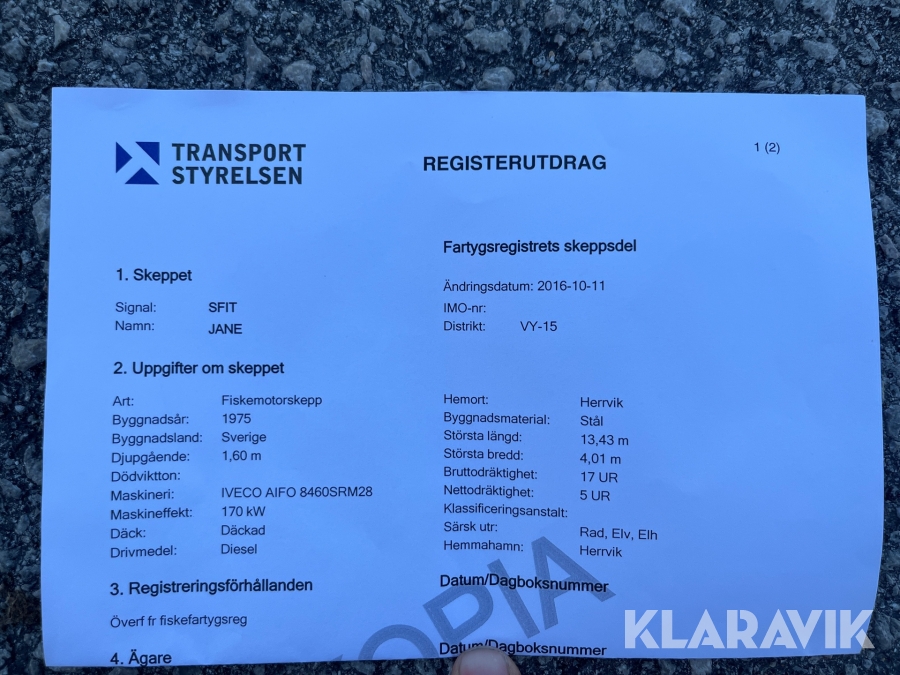 TRANSPORT
STYRELSEN
REGISTERUTDRAG
1 (2)
Fartygsregistrets skeppsdel
1. Skeppet
Ändringsdatum: 2016-10-11
Signal: SFIT
IMO-nr:
Namn: JANE
Distrikt: VY-15
2. Uppgifter om skeppet
Art: Fiskemotorskepp
Hemort: Herrvik
Byggnadsår: 1975
Byggnadsmaterial: Stål
Byggnadsland: Sverige
Största längd: 13,43 m
Djupgående: 1,60 m
Största bredd: 4,01 m
Dödviktton:
Bruttodräktighet: 17 UR
Maskineri: IVECO AIFO 8460SRM28
Nettodräktighet: 5 UR
Maskineffekt: 170 kW
Klassificeringsanstalt:
Däck: Däckad
Särsk utr: Rad, Elv, Elh
Drivmedel: Diesel
Hemmahamn: Herrvik
3. Registreringsförhållanden
Datum/Dagboksnummer
Överf fr fiskefartygsreg
KOPIA
KLARAVIK
4. Ägare
Datum/Dagboksnummer